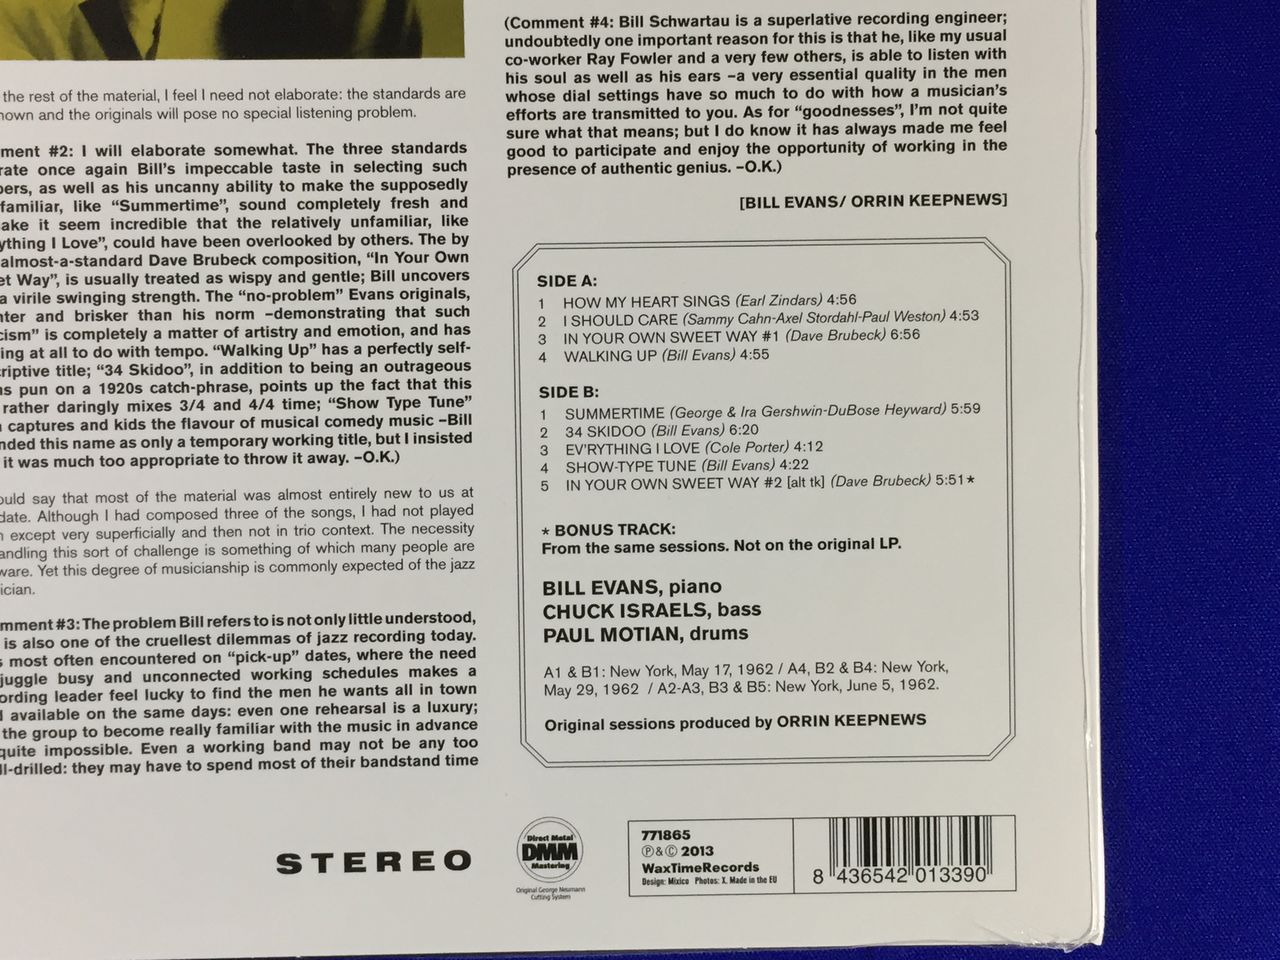 the rest of the material, I feel I need not elaborate: the standards are
nown and the originals will pose no special listening problem.
ment #2: I will elaborate somewhat. The three standards
rate once again Bill's impeccable taste in selecting such
bers, as well as his uncanny ability to make the supposedly
familiar, like “Summertime”, sound completely fresh and
ake it seem incredible that the relatively unfamiliar, like
ything I Love”, could have been overlooked by others. The by
almost-a-standard Dave Brubeck composition, “In Your Own
et Way”, is usually treated as wispy and gentle; Bill uncovers
a virile swinging strength. The “no-problem” Evans originals,
nter and brisker than his norm –demonstrating that such
cism” is completely a matter of artistry and emotion, and has
ing at all to do with tempo. “Walking Up” has a perfectly self-
criptive title; “34 Skidoo”, in addition to being an outrageous
as pun on a 1920s catch-phrase, points up the fact that this
rather daringly mixes 3/4 and 4/4 time; “Show Type Tune”
captures and kids the flavour of musical comedy music –Bill
nded this name as only a temporary working title, but I insisted
it was much too appropriate to throw it away. –O.K.)
ould say that most of the material was almost entirely new to us at
date. Although I had composed three of the songs, I had not played
except very superficially and then not in trio context. The necessity
andling this sort of challenge is something of which many people are
ware. Yet this degree of musicianship is commonly expected of the jazz
ician.
mment #3: The problem Bill refers to is not only little understood,
is also one of the cruellest dilemmas of jazz recording today.
s most often encountered on “pick-up” dates, where the need
juggle busy and unconnected working schedules makes a
ording leader feel lucky to find the men he wants all in town
d available on the same days: even one rehearsal is a luxury;
the group to become really familiar with the music in advance
quite impossible. Even a working band may not be any too
ll-drilled: they may have to spend most of their bandstand time
(Comment #4: Bill Schwartau is a superlative recording engineer;
undoubtedly one important reason for this is that he, like my usual
co-worker Ray Fowler and a very few others, is able to listen with
his soul as well as his ears –a very essential quality in the men
whose dial settings have so much to do with how a musician's
efforts are transmitted to you. As for “goodnesses”, I'm not quite
sure what that means; but I do know it has always made me feel
good to participate and enjoy the opportunity of working in the
presence of authentic genius. –O.K.)
[BILL EVANS/ ORRIN KEEPNEWS]
SIDE A:
1 HOW MY HEART SINGS (Earl Zindars) 4:56
2 I SHOULD CARE (Sammy Cahn-Axel Stordahl-Paul Weston) 4:53
3 IN YOUR OWN SWEET WAY #1 (Dave Brubeck) 6:56
4 WALKING UP (Bill Evans) 4:55
SIDE B:
1 SUMMERTIME (George & Ira Gershwin-DuBose Heyward) 5:59
2 34 SKIDOO (Bill Evans) 6:20
3 EV'RYTHING I LOVE (Cole Porter) 4:12
4 SHOW-TYPE TUNE (Bill Evans) 4:22
5 IN YOUR OWN SWEET WAY #2 [alt tk] (Dave Brubeck) 5:51★
★ BONUS TRACK:
From the same sessions. Not on the original LP.
BILL EVANS, piano
CHUCK ISRAELS, bass
PAUL MOTIAN, drums
A1 & B1: New York, May 17, 1962 / A4, B2 & B4: New York,
May 29, 1962 / A2-A3, B3 & B5: New York, June 5, 1962.
Original sessions produced by ORRIN KEEPNEWS
STEREO
Direct Metal
DMM
Mastering
Original George Neumann
Cutting System
771865
Ⓟ & © 2013
WaxTimeRecords
Design: Mixico Photos: X. Made in the EU
8 436542 013390